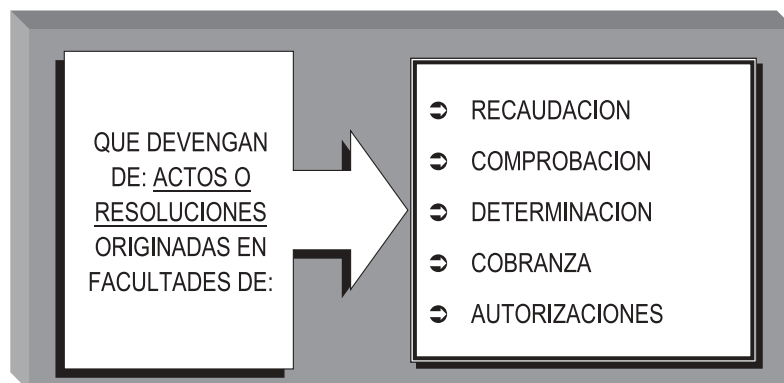 QUE DEVENGAN
DE: ACTOS O
RESOLUCIONES
ORIGINADAS EN
FACULTADES DE:
➲ RECAUDACION
➲ COMPROBACION
➲ DETERMINACION
➲ COBRANZA
➲ AUTORIZACIONES